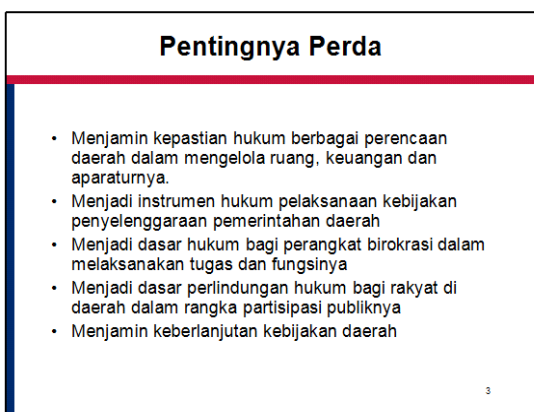 Pentingnya Perda
• Menjamin kepastian hukum berbagai perencaan
daerah dalam mengelola ruang, keuangan dan
aparaturnya.
• Menjadi instrumen hukum pelaksanaan kebijakan
penyelenggaraan pemerintahan daerah
• Menjadi dasar hukum bagi perangkat birokrasi dalam
melaksanakan tugas dan fungsinya
• Menjadi dasar perlindungan hukum bagi rakyat di
daerah dalam rangka partisipasi publiknya
• Menjamin keberlanjutan kebijakan daerah
3